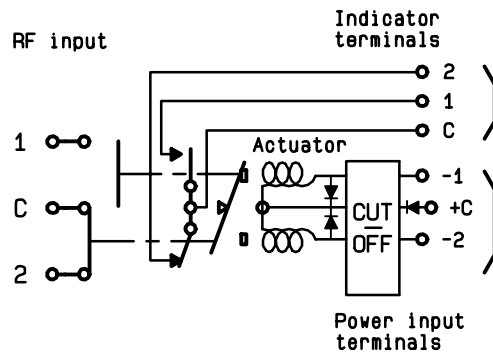 RF input
Indicator
terminals
2
1
C
Actuator
1
C
2
-1
+C
-2
CUT
OFF
Power input
terminals